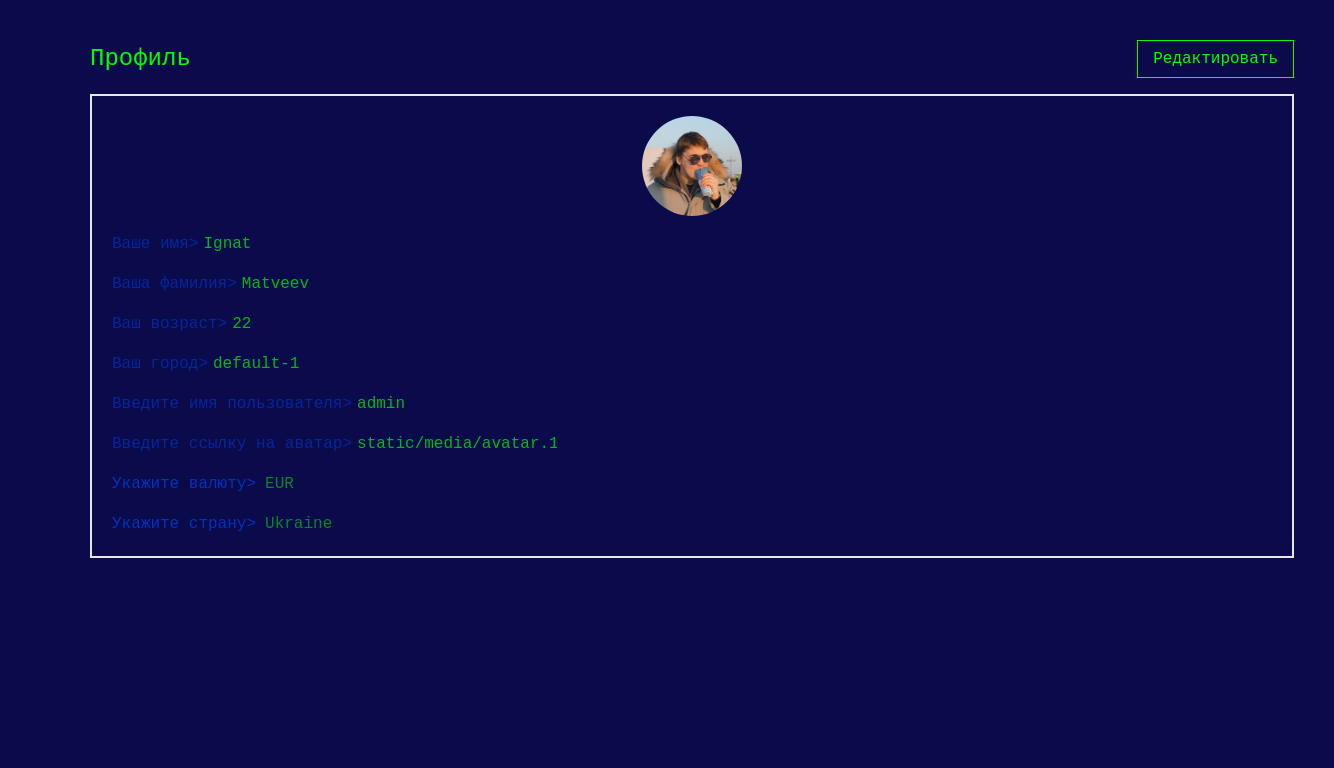 Профиль
Редактировать
Ваше имя> Ignat
Ваша фамилия> Matveev
Ваш возраст> 22
Ваш город> default-1
Введите имя пользователя> admin
Введите ссылку на аватар> static/media/avatar.1
Укажите валюту> EUR
Укажите страну> Ukraine